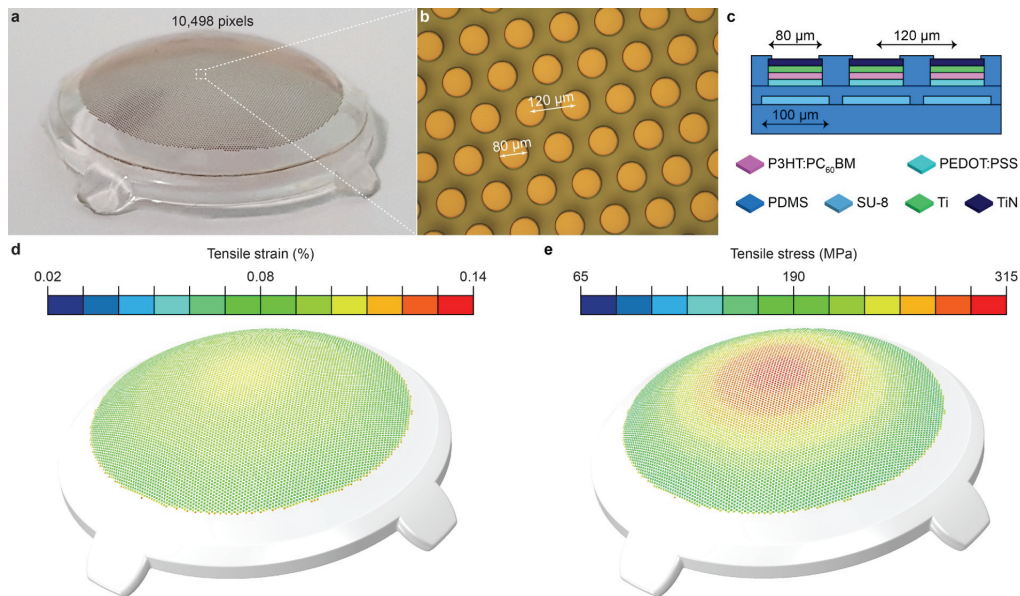 a
10,498 pixels
b
120 µm
80 µm
c
80 µm
120 µm
100 µm
P3HT:PC60BM
PEDOT:PSS
PDMS
SU-8
Ti
TiN
d
Tensile strain (%)
0.02
0.08
0.14
e
Tensile stress (MPa)
65
190
315